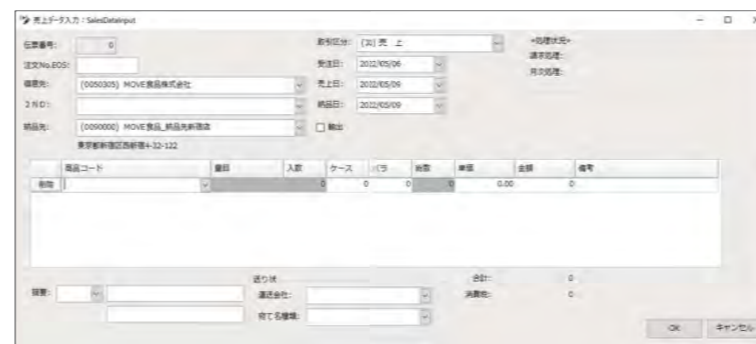 売上データ入力 : SalesDateInput
伝票番号: 0
取引区分: (20) 売 上
<処理状況>
注文No.EOS:
受注日: 2022/05/06
請求処理:
得意先: (0050305) MOVE食品株式会社
売上日: 2022/05/09
月次処理:
2ND:
納品日: 2022/05/09
納品先: (0090000) MOVE食品_納品先新宿店
輸出
東京都新宿区西新宿4-32-122
商品コード 量目 入数 ケース バラ 総数 単価 金額 備考
削除 0 0 0 0 0.00 0
送り状
合計: 0
摘要:
運送会社:
消費税: 0
宛て名種類:
OK キャンセル